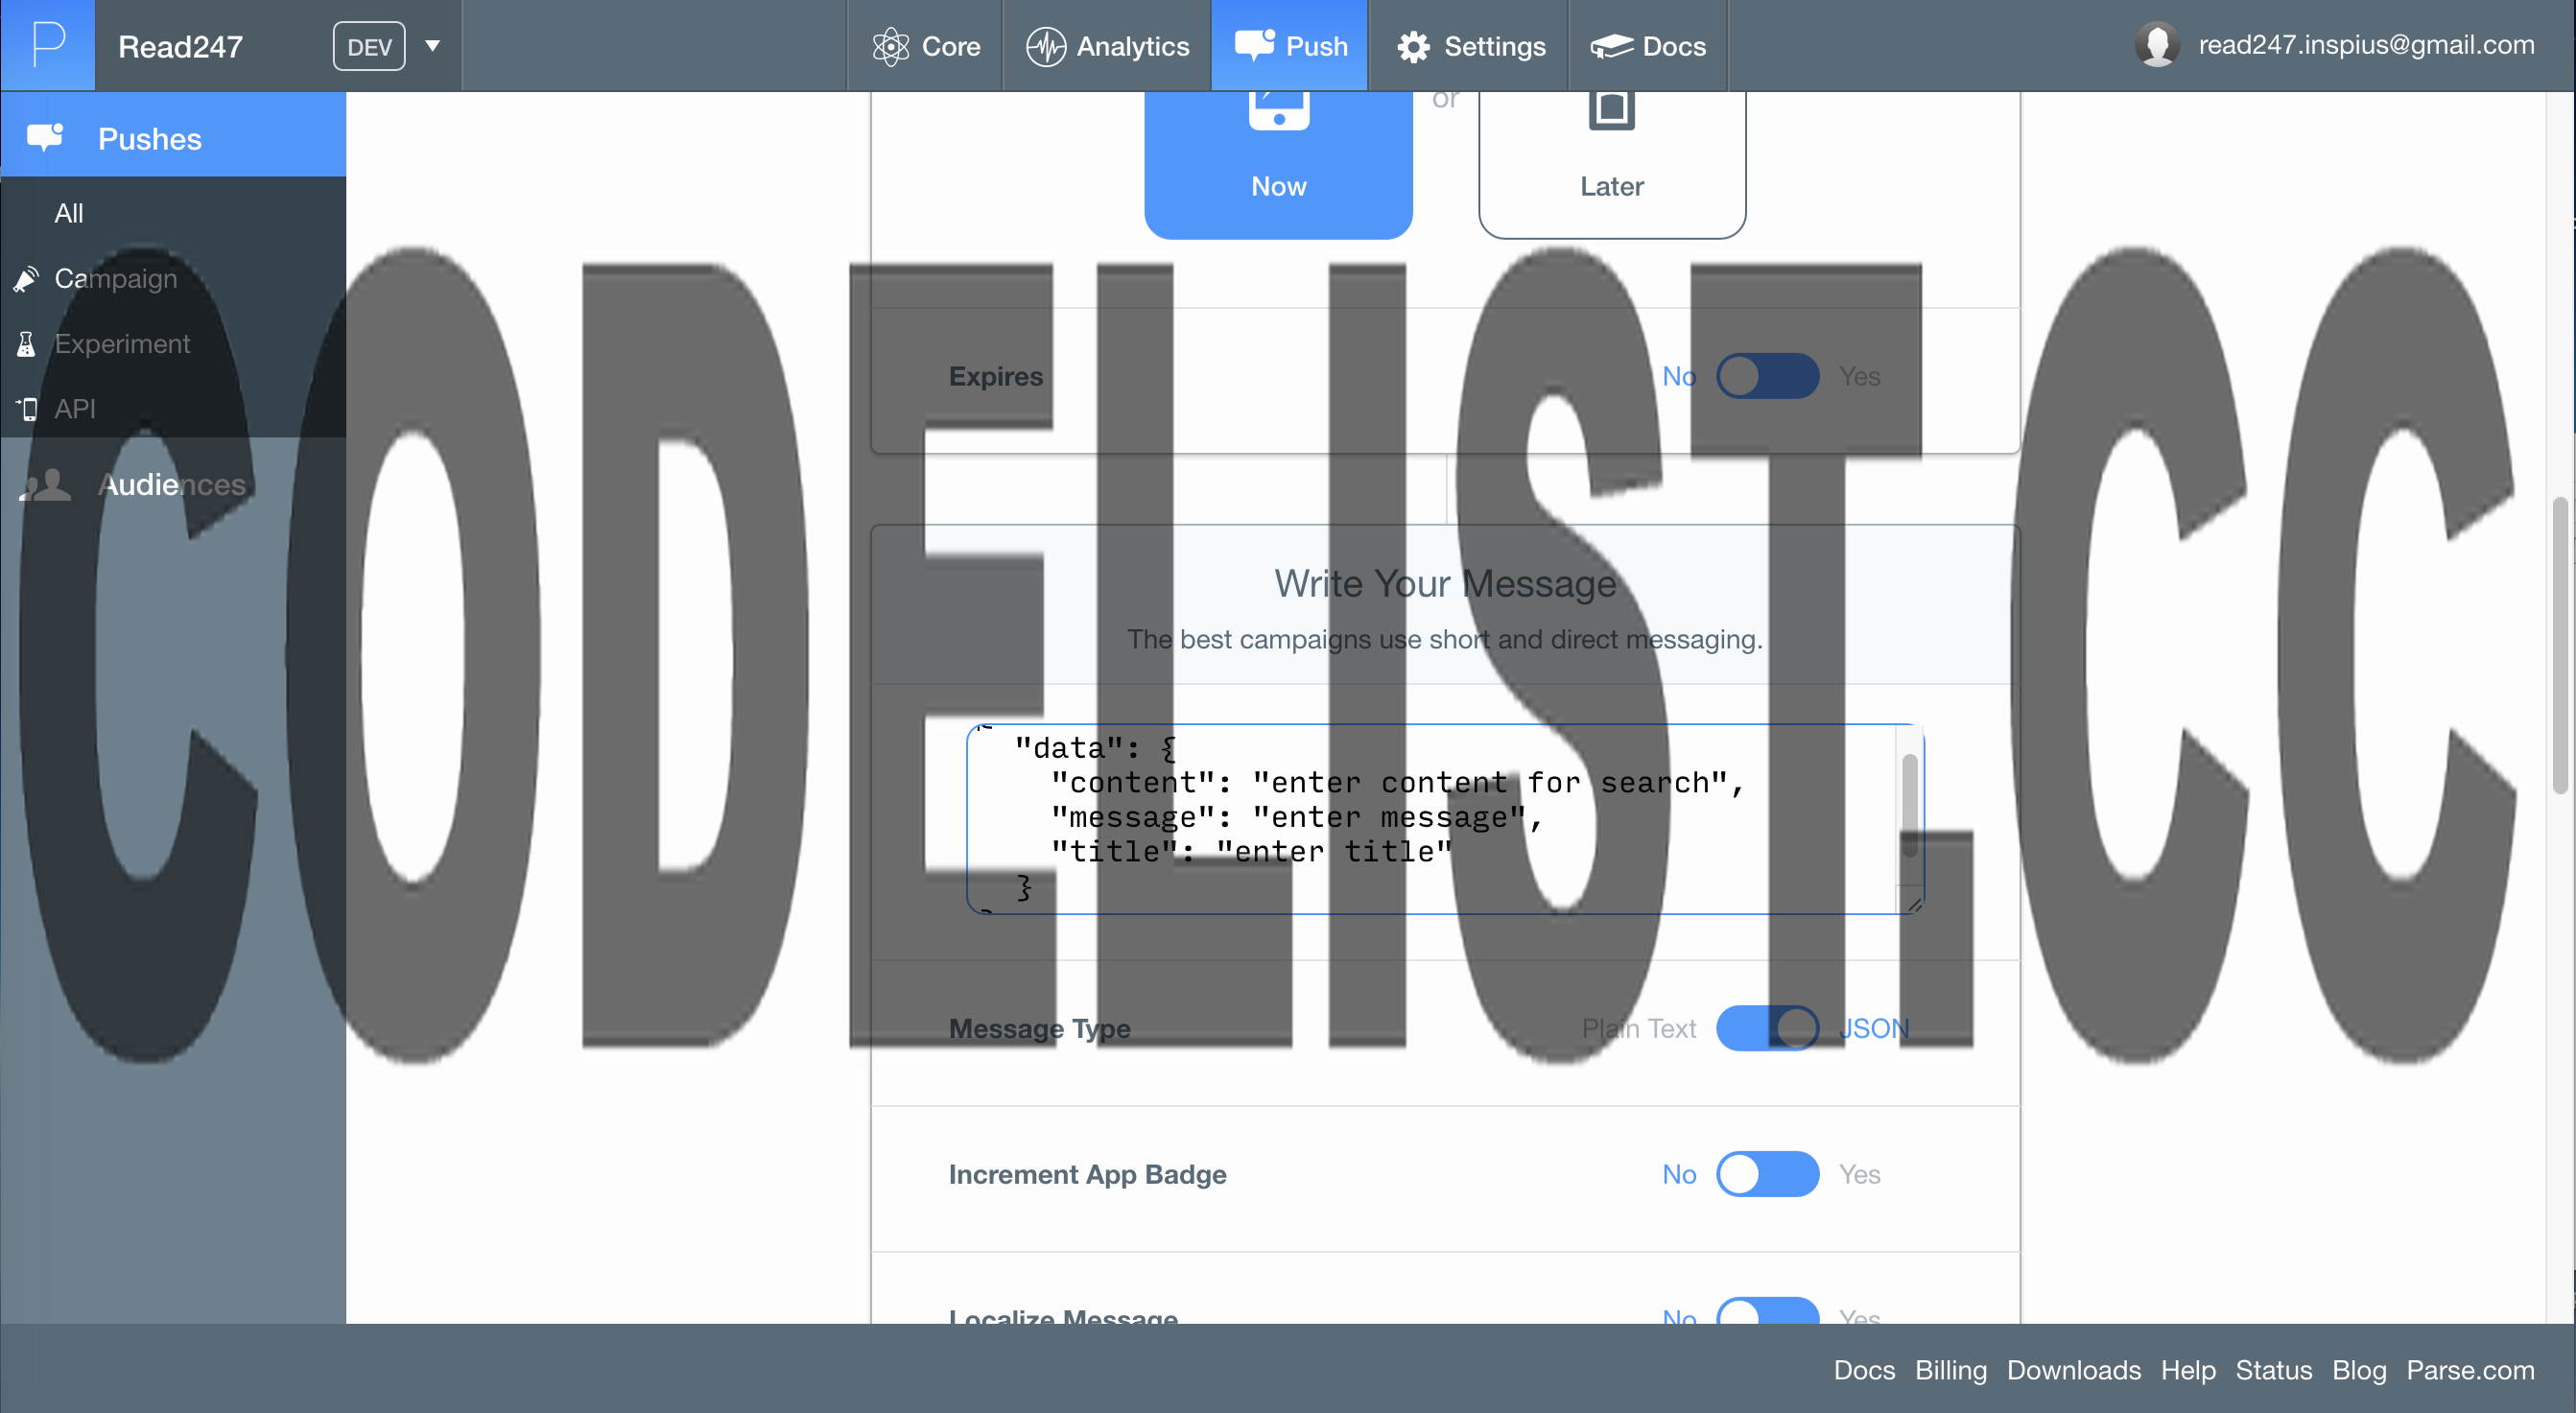 P Read247 DEV Core Analytics Push Settings Docs read247.inspius@gmail.com
Pushes
All
Campaign
Experiment
API
Audiences
or
Now Later
Expires No Yes
Write Your Message
The best campaigns use short and direct messaging.
{
"data": {
"content": "enter content for search",
"message": "enter message",
"title": "enter title"
}
}
Message Type Plain Text JSON
Increment App Badge No Yes
Localize Message No Yes
CODELIST.CC
Docs Billing Downloads Help Status Blog Parse.com